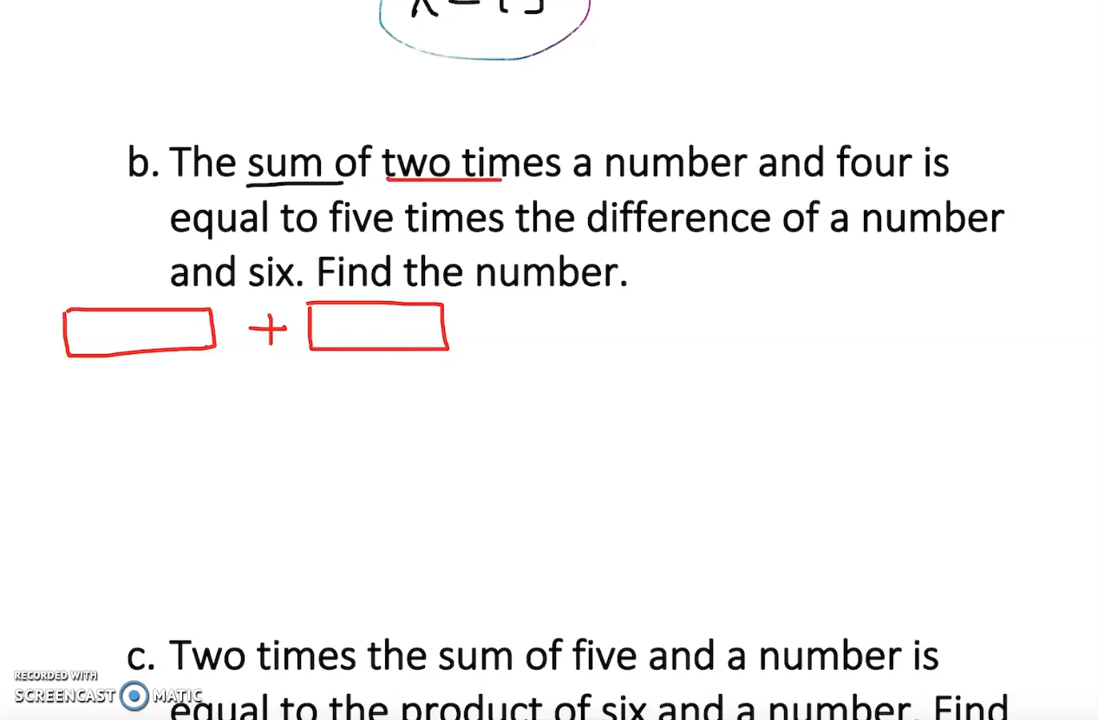 b. The sum of two times a number and four is
equal to five times the difference of a number
and six. Find the number.
+
c. Two times the sum of five and a number is
RECORDED WITH
SCREENCAST MATIC
equal to the product of six and a number. Find